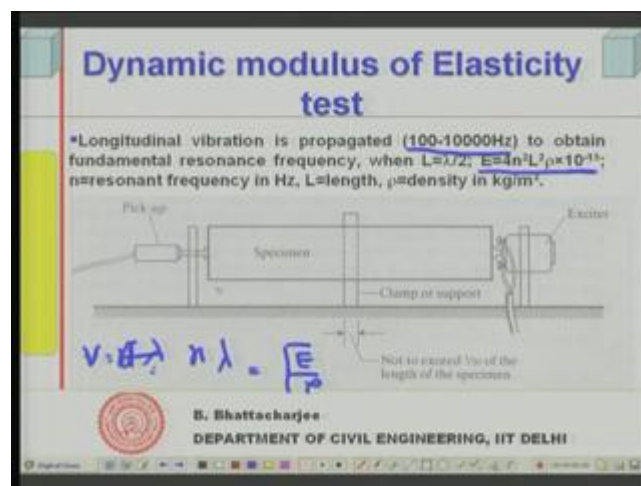 Dynamic modulus of Elasticity
test
▪Longitudinal vibration is propagated (100-10000Hz) to obtain
fundamental resonance frequency, when L=λ/2; E=4n²L²ρ×10⁻¹⁵;
n=resonant frequency in Hz, L=length, ρ=density in kg/m³.
Pick-up
Exciter
Specimen
Clamp or support
V= nλ = √E/ρ
Not to exceed 1/10 of the
length of the specimen
B. Bhattacharjee
DEPARTMENT OF CIVIL ENGINEERING, IIT DELHI